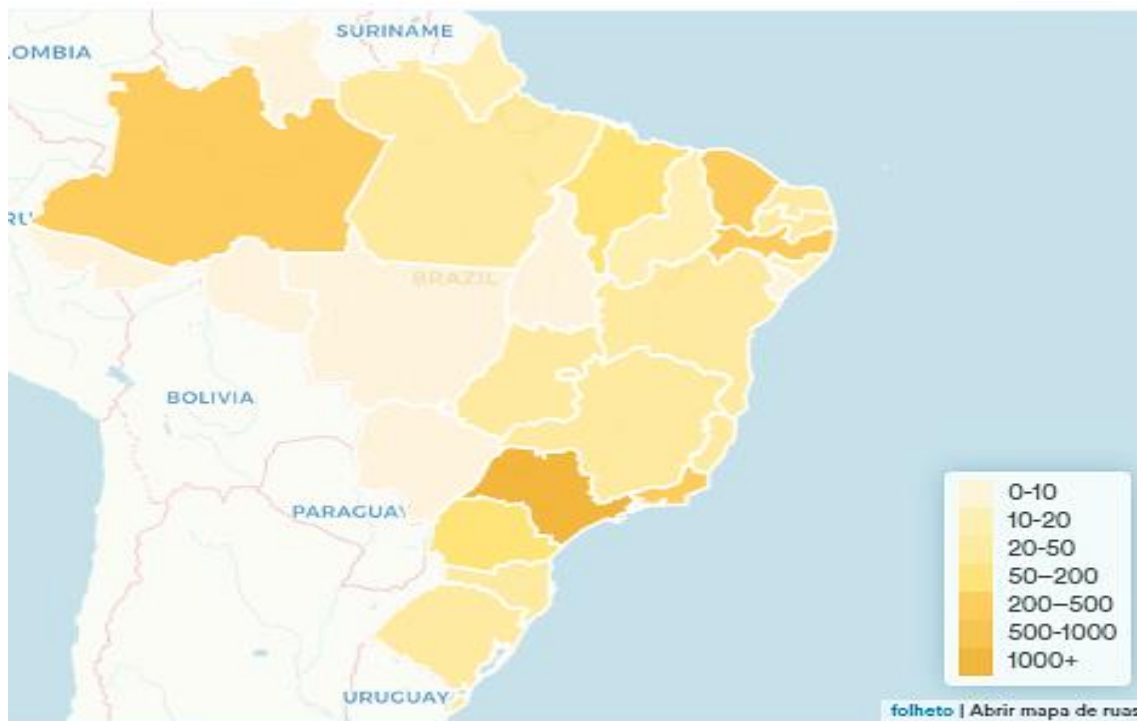 SURINAME
LOMBIA
BRAZIL
BOLIVIA
PARAGUAY
URUGUAY
0-10
10-20
20-50
50–200
200–500
500-1000
1000+
folheto | Abrir mapa de ruas